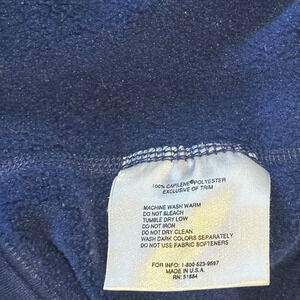 100% CAPILENE® POLYESTER
EXCLUSIVE OF TRIM
MACHINE WASH WARM
DO NOT BLEACH
TUMBLE DRY LOW
DO NOT IRON
DO NOT DRY CLEAN
WASH DARK COLORS SEPARATELY
DO NOT USE FABRIC SOFTENERS
FOR INFO: 1-800-523-9597
MADE IN U.S.A.
RN: 51884